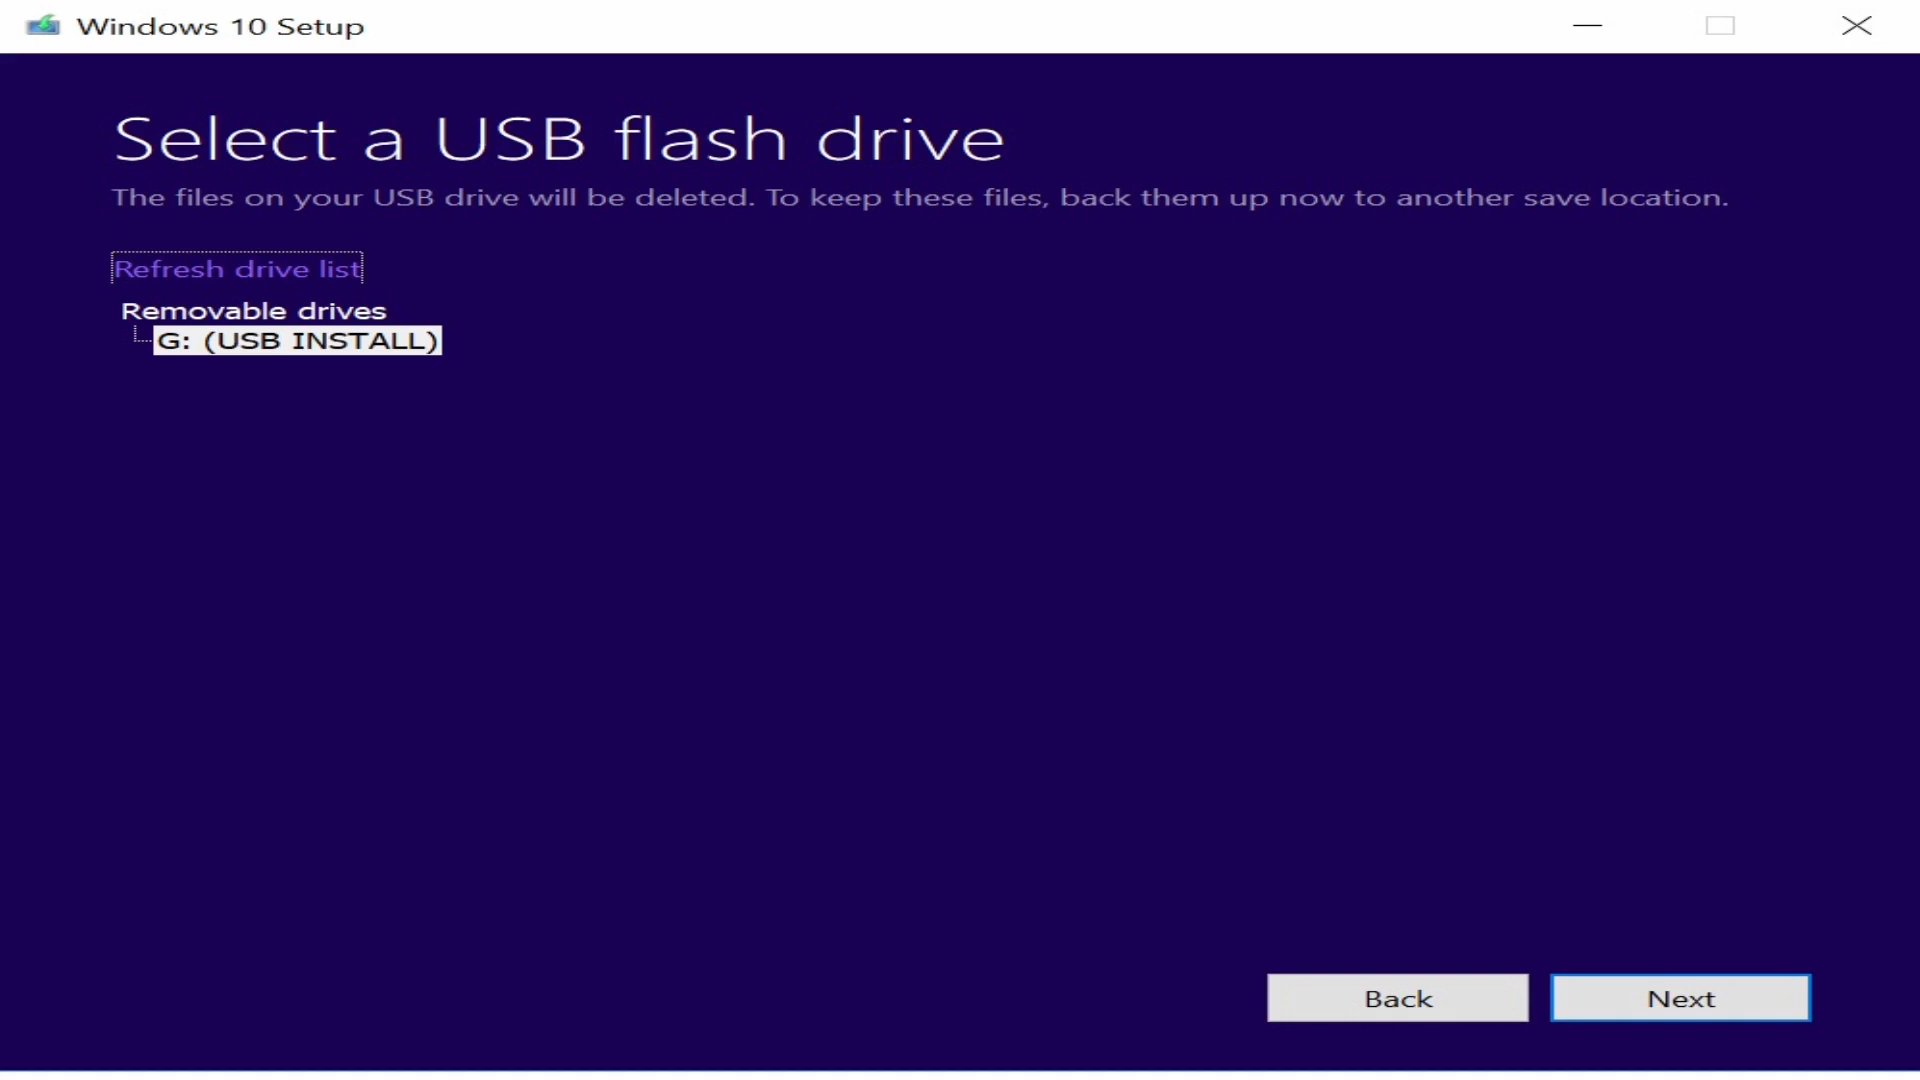 Windows 10 Setup
Select a USB flash drive
The files on your USB drive will be deleted. To keep these files, back them up now to another save location.
Refresh drive list
Removable drives
G: (USB INSTALL)
Back
Next